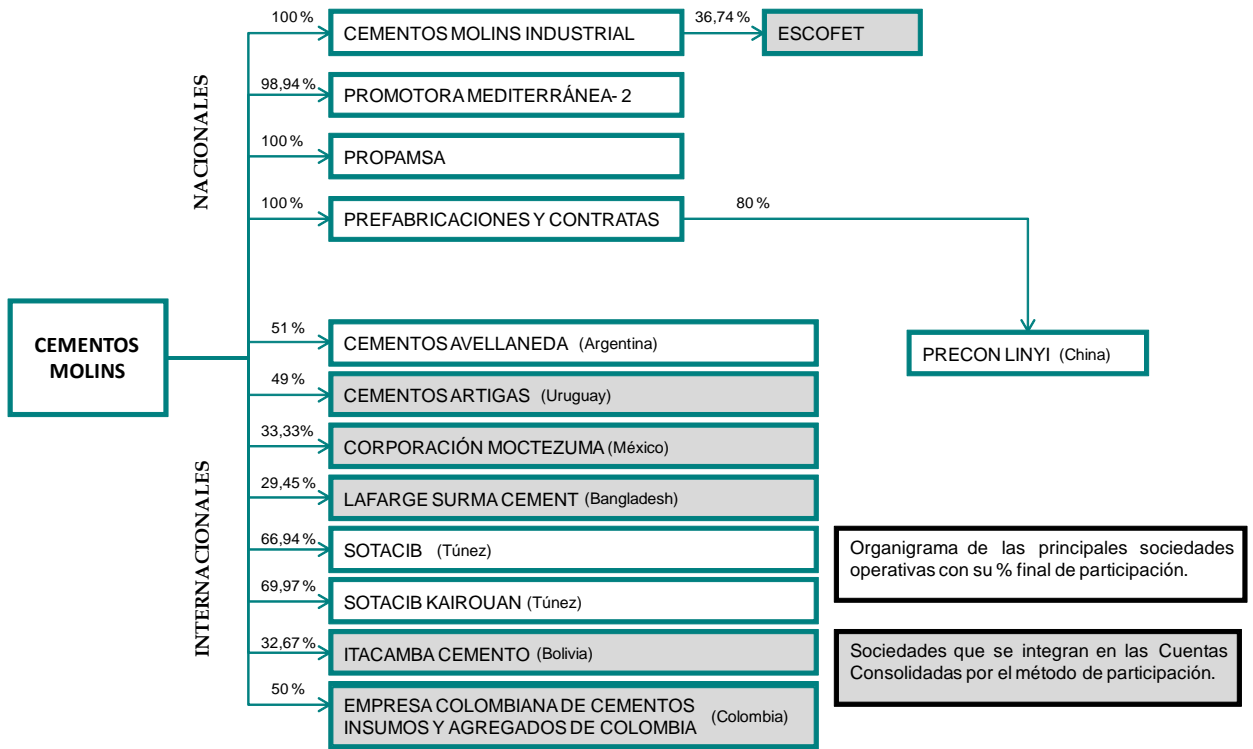 100 %
CEMENTOS MOLINS INDUSTRIAL
36,74 %
ESCOFET
98,94 %
PROMOTORA MEDITERRÁNEA- 2
100 %
PROPAMSA
100 %
PREFABRICACIONES Y CONTRATAS
80 %
PRECON LINYI (China)
NACIONALES
CEMENTOS
MOLINS
INTERNACIONALES
51 %
CEMENTOS AVELLANEDA (Argentina)
49 %
CEMENTOS ARTIGAS (Uruguay)
33,33%
CORPORACIÓN MOCTEZUMA (México)
29,45 %
LAFARGE SURMA CEMENT (Bangladesh)
66,94 %
SOTACIB (Túnez)
69,97 %
SOTACIB KAIROUAN (Túnez)
32,67 %
ITACAMBA CEMENTO (Bolivia)
50 %
EMPRESA COLOMBIANA DE CEMENTOS
INSUMOS Y AGREGADOS DE COLOMBIA (Colombia)
Organigrama de las principales sociedades
operativas con su % final de participación.
Sociedades que se integran en las Cuentas
Consolidadas por el método de participación.